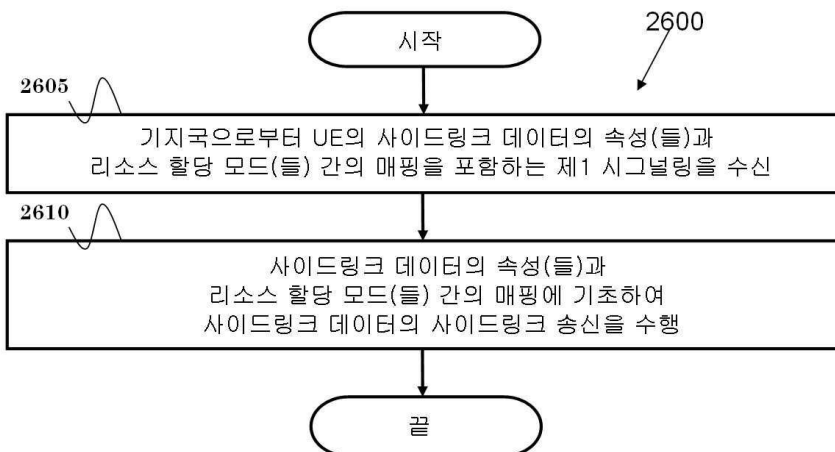 시작
2600
2605
기지국으로부터 UE의 사이드링크 데이터의 속성(들)과
리소스 할당 모드(들) 간의 매핑을 포함하는 제1 시그널링을 수신
2610
사이드링크 데이터의 속성(들)과
리소스 할당 모드(들) 간의 매핑에 기초하여
사이드링크 데이터의 사이드링크 송신을 수행
끝